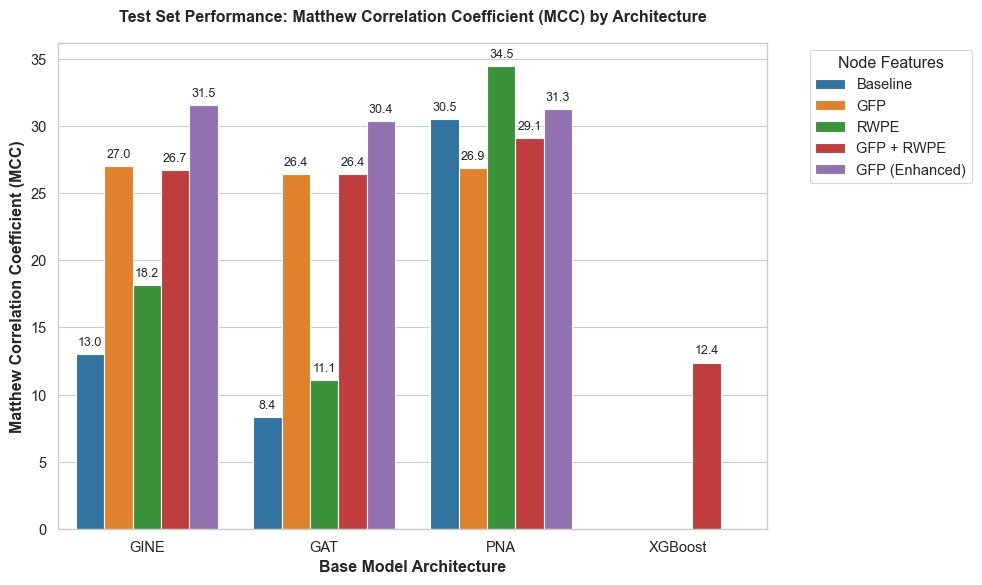 Test Set Performance: Matthew Correlation Coefficient (MCC) by Architecture
Matthew Correlation Coefficient (MCC)
35
30
25
20
15
10
5
0
13.0
27.0
18.2
26.7
31.5
8.4
26.4
11.1
26.4
30.4
30.5
26.9
34.5
29.1
31.3
12.4
GINE
GAT
PNA
XGBoost
Base Model Architecture
Node Features
Baseline
GFP
RWPE
GFP + RWPE
GFP (Enhanced)